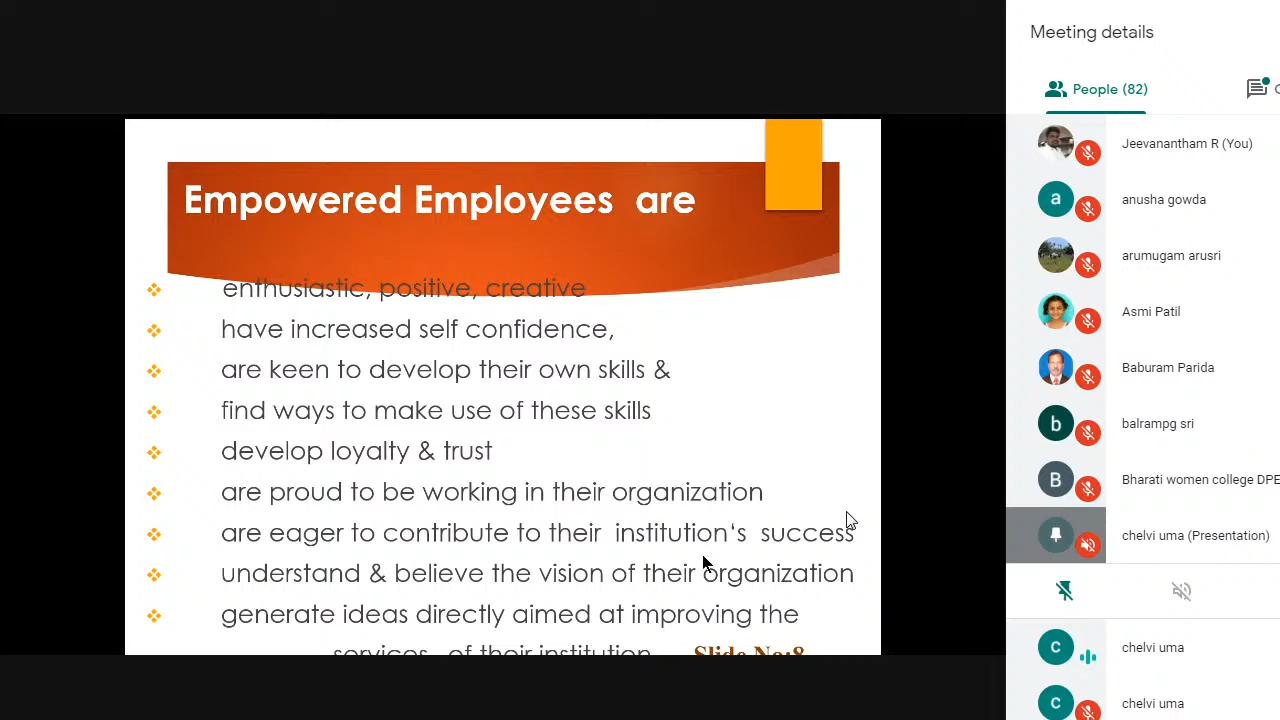 Meeting details
People (82)
Empowered Employees are
enthusiastic, positive, creative
have increased self confidence,
are keen to develop their own skills &
find ways to make use of these skills
develop loyalty & trust
are proud to be working in their organization
are eager to contribute to their institution‘s success
understand & believe the vision of their organization
generate ideas directly aimed at improving the
services of their institution Slide No:8
Jeevanantham R (You)
a
anusha gowda
arumugam arusri
Asmi Patil
Baburam Parida
b
balrampg sri
B
Bharati women college DPE
chelvi uma (Presentation)
c
chelvi uma
c
chelvi uma